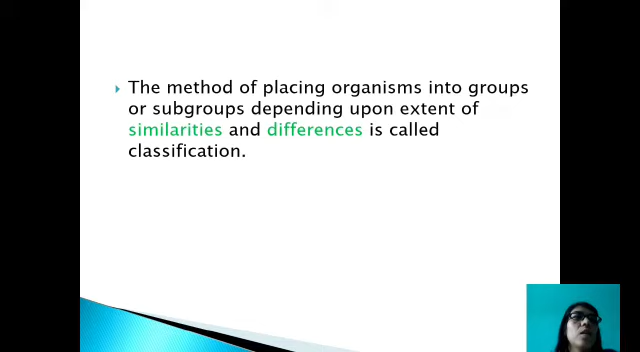 The method of placing organisms into groups
or subgroups depending upon extent of
similarities and differences is called
classification.